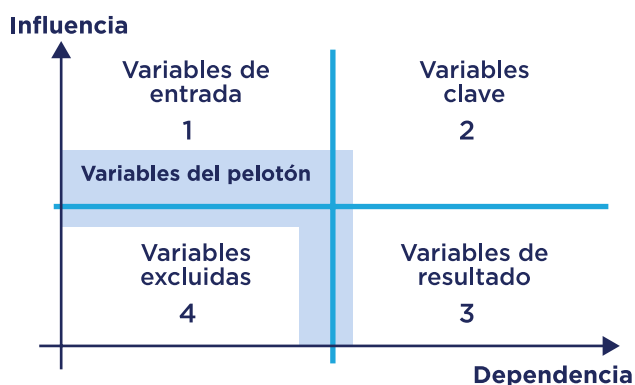 Influencia
Variables de
entrada
1
Variables
clave
2
Variables del pelotón
Variables
excluidas
4
Variables de
resultado
3
Dependencia